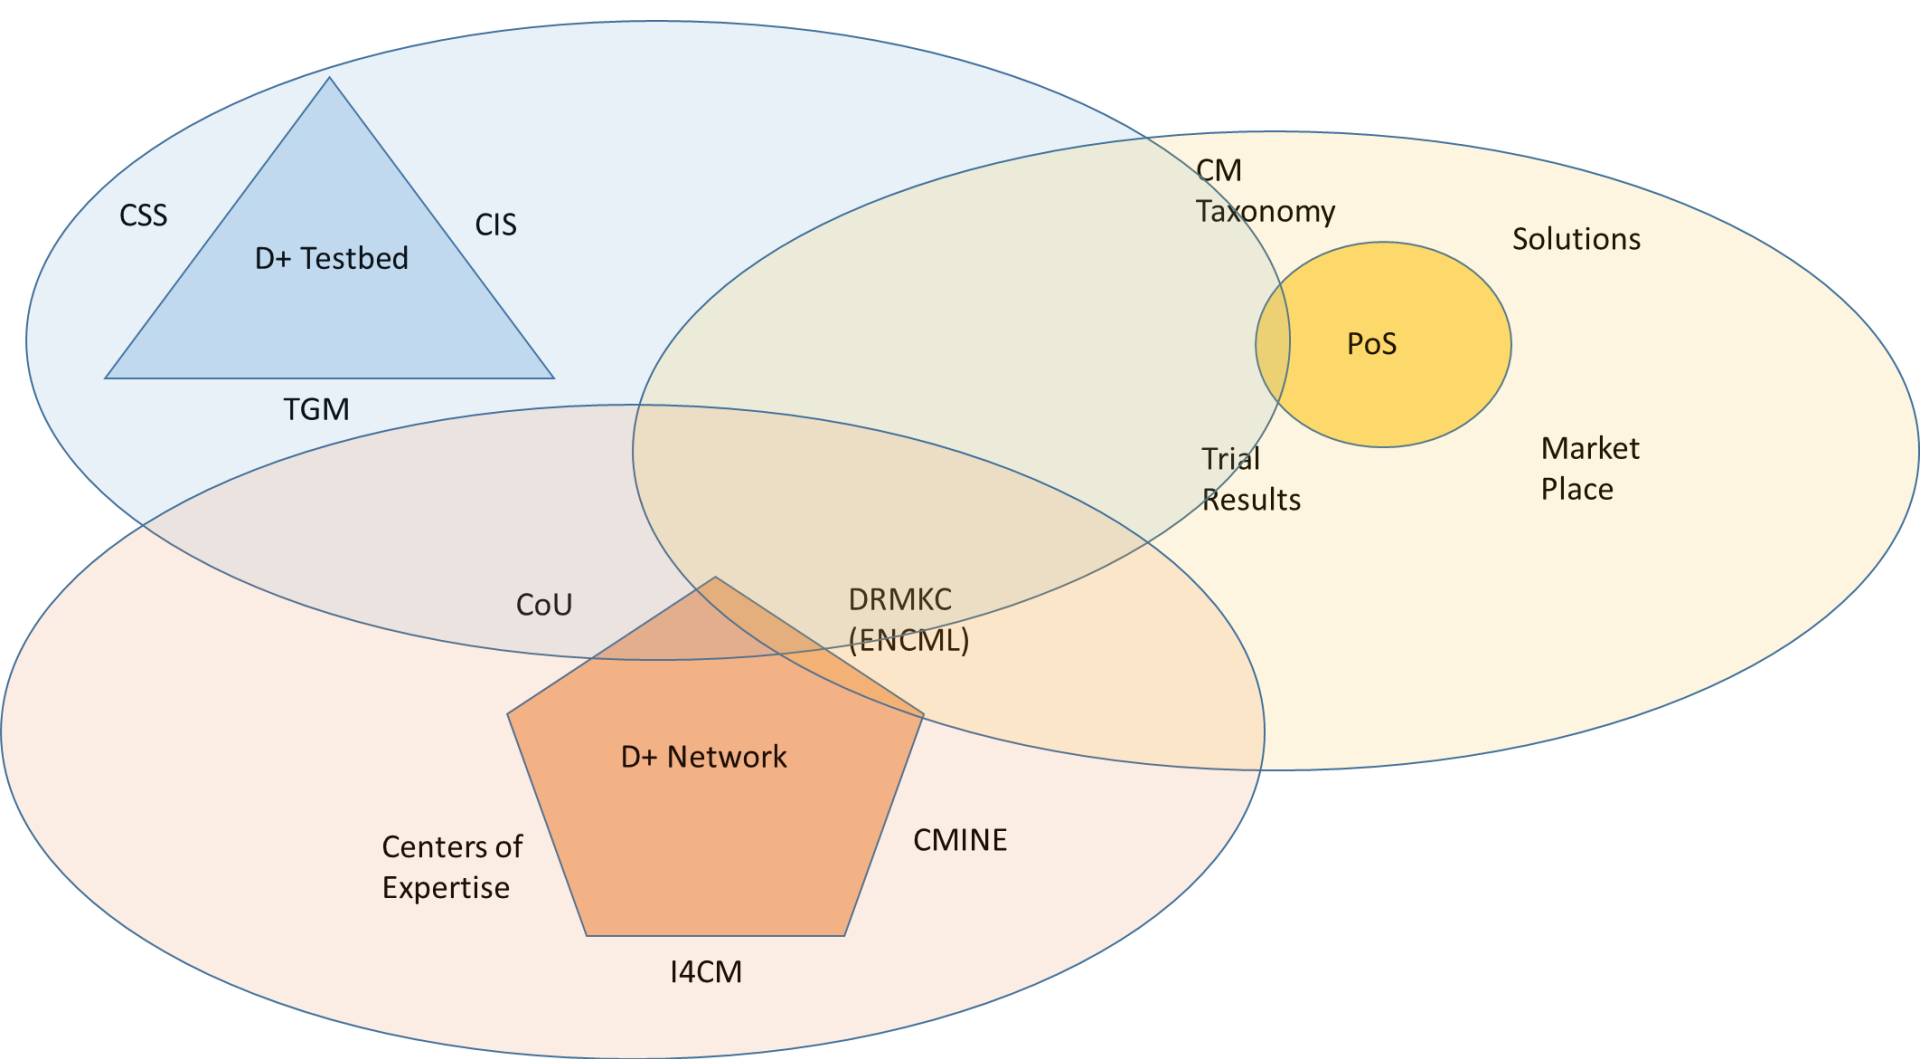 CSS
CIS
D+ Testbed
TGM
CM
Taxonomy
Solutions
PoS
Trial
Results
Market
Place
CoU
DRMKC
(ENCML)
D+ Network
Centers of
Expertise
CMINE
I4CM